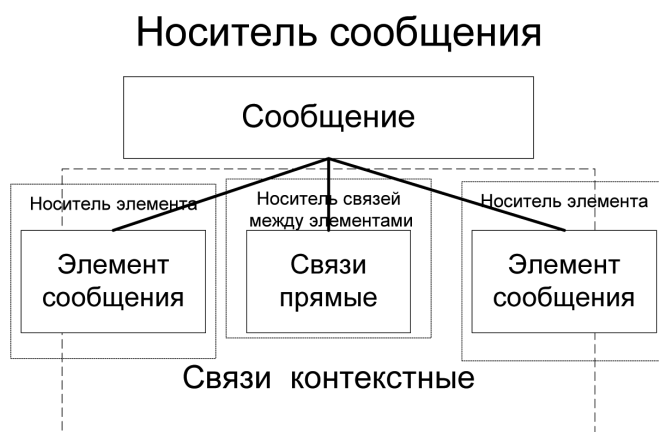 Носитель сообщения
Сообщение
Носитель элемента
Носитель связей
между элементами
Носитель элемента
Элемент
сообщения
Связи
прямые
Элемент
сообщения
Связи контекстные